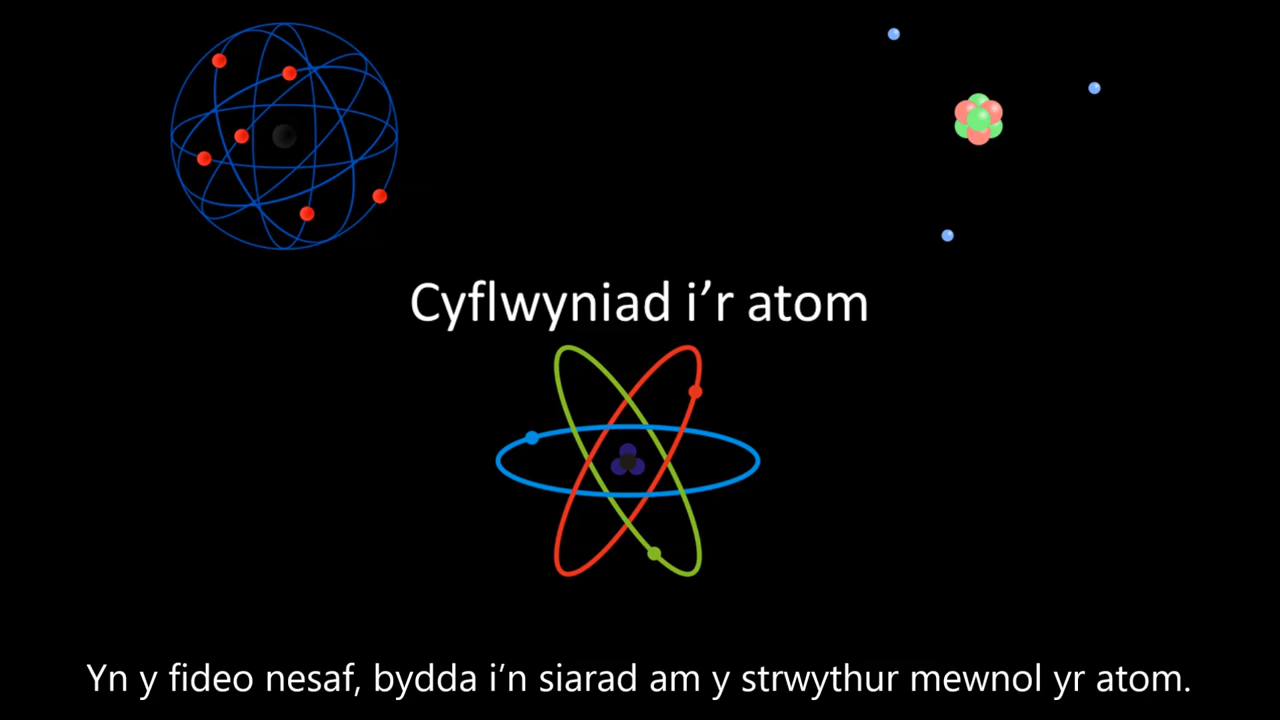 Cyflwyniad i’r atom
Yn y fideo nesaf, bydda i’n siarad am y strwythur mewnol yr atom.